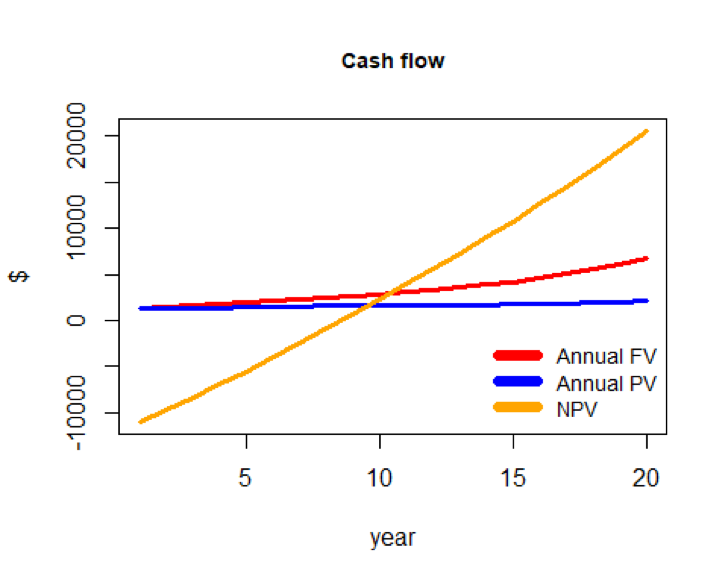 Cash flow
20000
10000
0
-10000
$
5 10 15 20
year
Annual FV
Annual PV
NPV